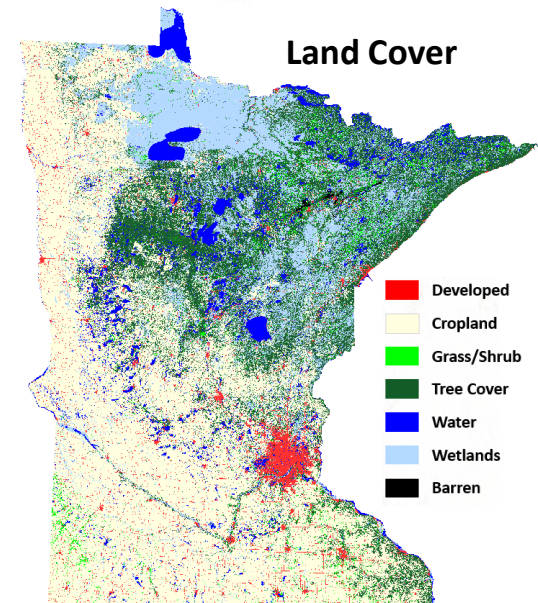 Land Cover
Developed
Cropland
Grass/Shrub
Tree Cover
Water
Wetlands
Barren